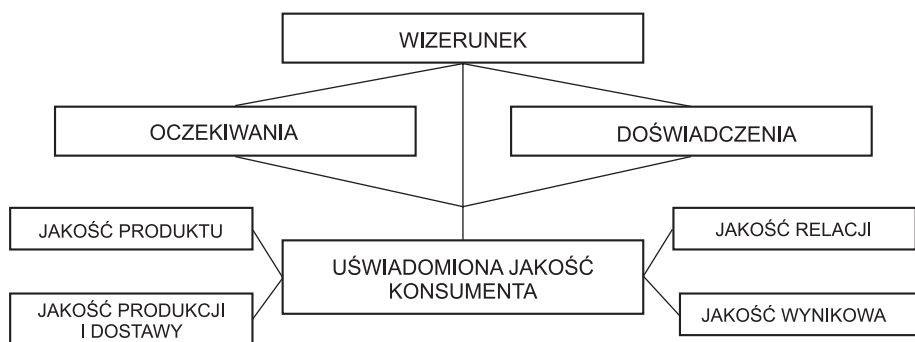 WIZERUNEK
OCZEKIWANIA
DOŚWIADCZENIA
JAKOŚĆ PRODUKTU
JAKOŚĆ RELACJI
UŚWIADOMIONA JAKOŚĆ
KONSUMENTA
JAKOŚĆ PRODUKCJI
I DOSTAWY
JAKOŚĆ WYNIKOWA